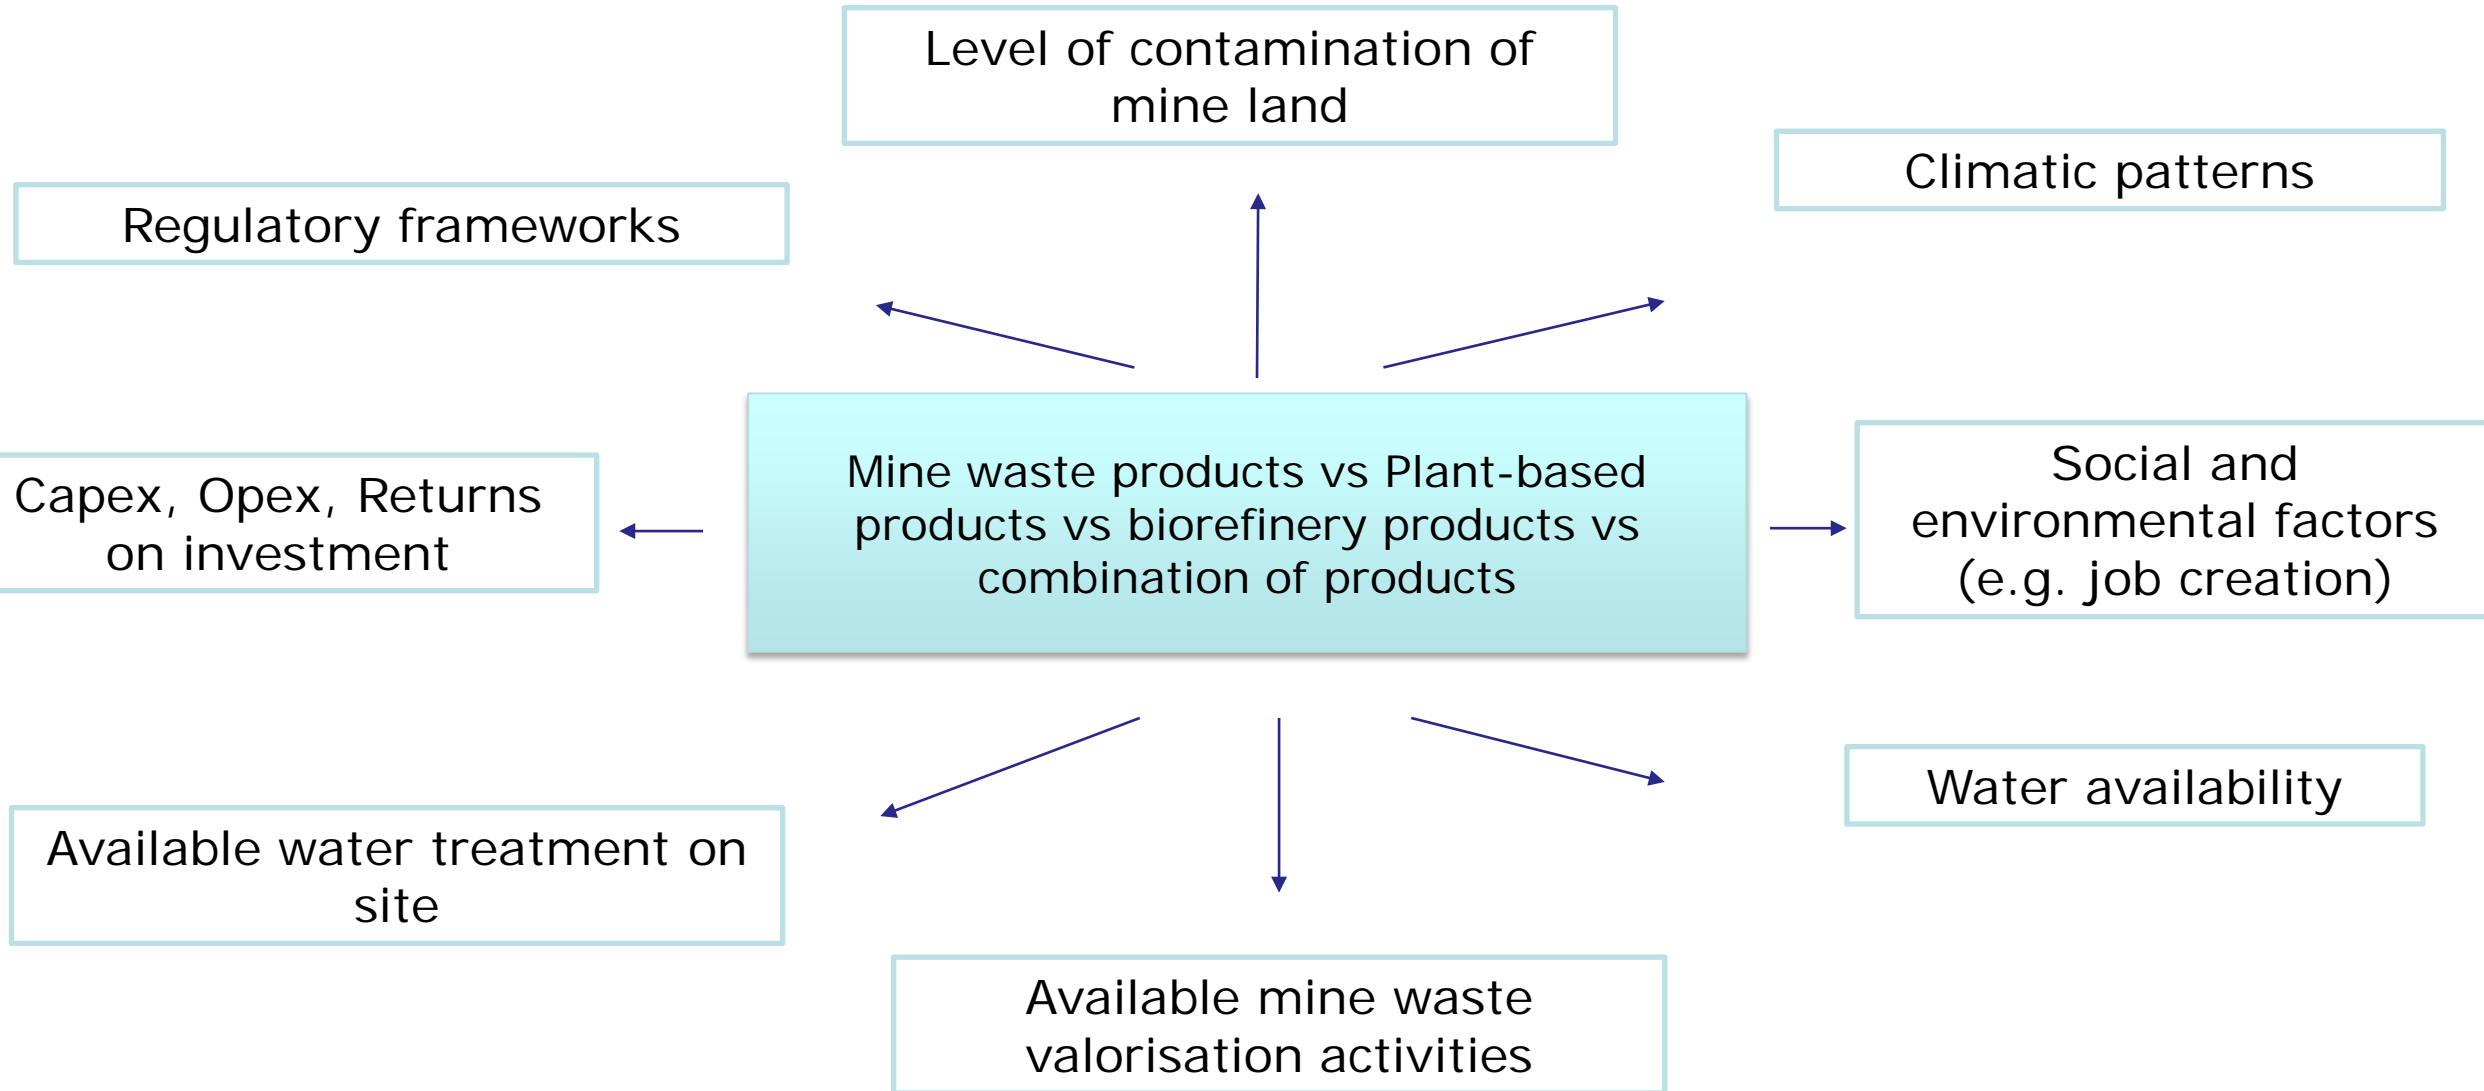 Level of contamination of
mine land
Climatic patterns
Regulatory frameworks
Capex, Opex, Returns
on investment
Mine waste products vs Plant-based
products vs biorefinery products vs
combination of products
Social and
environmental factors
(e.g. job creation)
Water availability
Available water treatment on
site
Available mine waste
valorisation activities